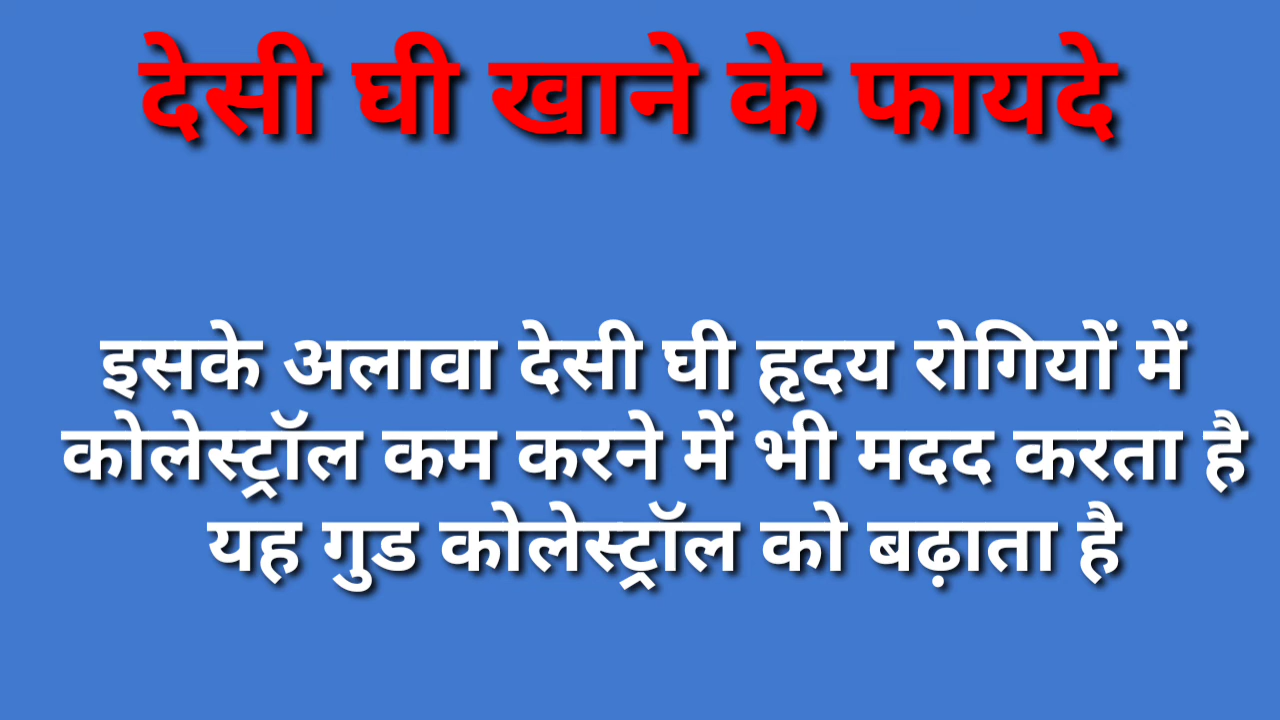 देसी घी खाने के फायदे
इसके अलावा देसी घी हृदय रोगियों में
कोलेस्ट्रॉल कम करने में भी मदद करता है
यह गुड कोलेस्ट्रॉल को बढ़ाता है